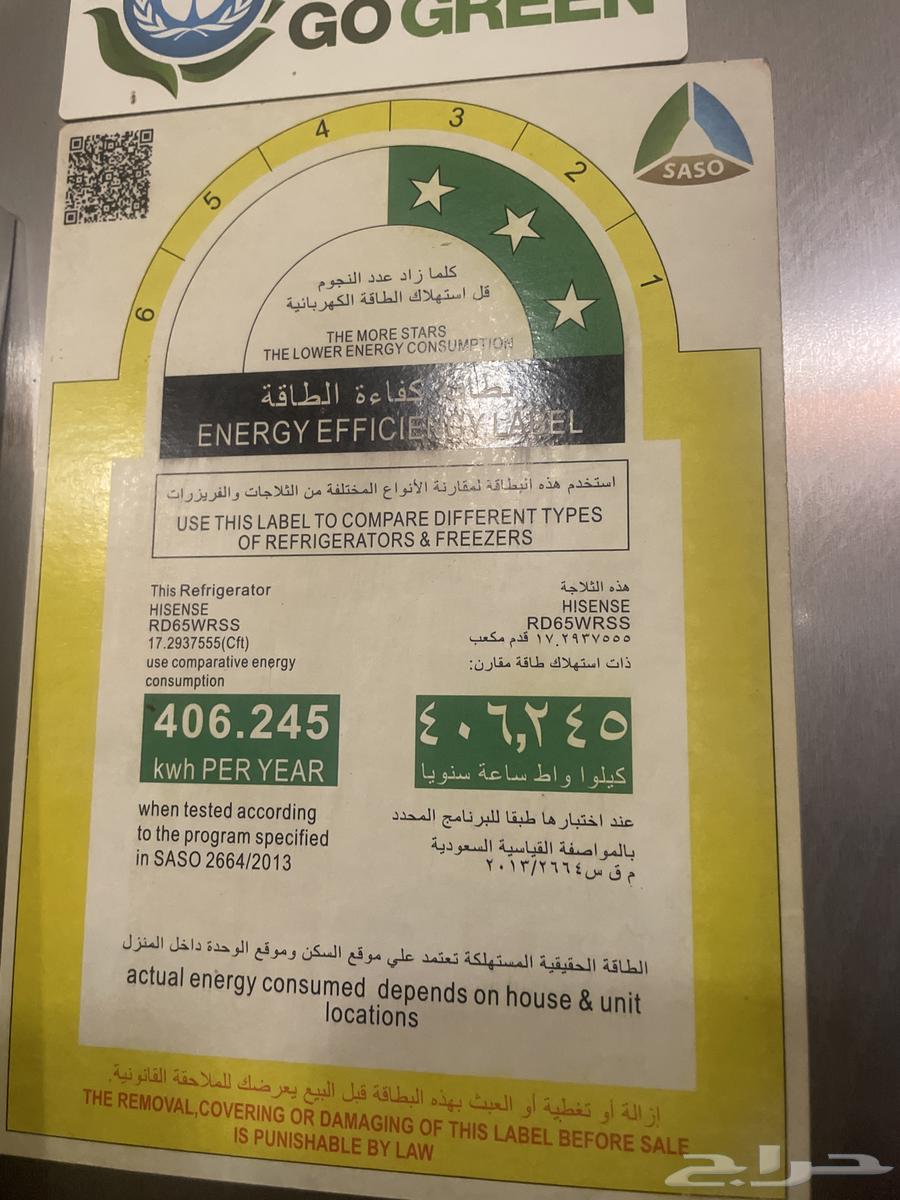 GO GREEN
6
5
4
3
2
1
SASO
كلما زاد عدد النجوم
قل استهلاك الطاقة الكهربائية
THE MORE STARS
THE LOWER ENERGY CONSUMPTION
كفاءة الطاقة
ENERGY EFFICIENCY LABEL
استخدم هذه البطاقة لمقارنة الأنواع المختلفة من الثلاجات والفريزرات
USE THIS LABEL TO COMPARE DIFFERENT TYPES
OF REFRIGERATORS & FREEZERS
This Refrigerator
HISENSE
RD65WRSS
17.2937555(Cft)
use comparative energy
consumption
406.245
kwh PER YEAR
when tested according
to the program specified
in SASO 2664/2013
هذه الثلاجة
HISENSE
RD65WRSS
١٧.٢٩٣٧٥٥٥ قدم مكعب
ذات استهلاك طاقة مقارن:
٤٠٦,٢٤٥
كيلوا واط ساعة سنويا
عند اختبارها طبقا للبرنامج المحدد
بالمواصفة القياسية السعودية
م ق س ٢٠١٣/٢٦٦٤
الطاقة الحقيقية المستهلكة تعتمد علي موقع السكن وموقع الوحدة داخل المنزل
actual energy consumed depends on house & unit
locations
إزالة أو تغطية أو العبث بهذه البطاقة قبل البيع يعرضك للملاحقة القانونية.
THE REMOVAL,COVERING OR DAMAGING OF THIS LABEL BEFORE SALE
IS PUNISHABLE BY LAW
حراج